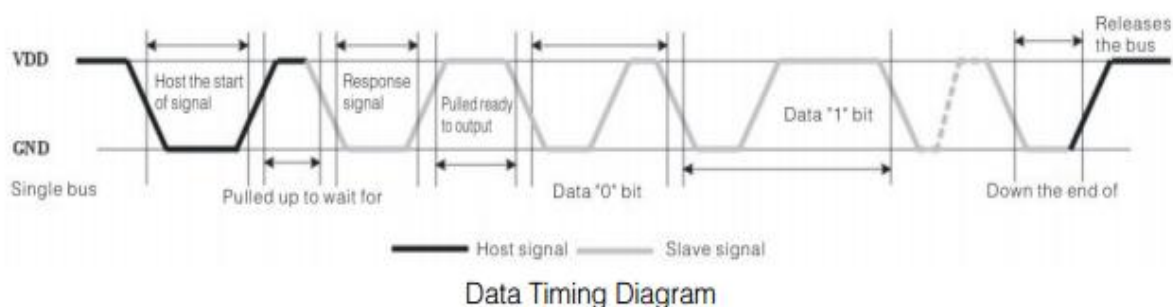 Releases
the bus
VDD
Host the start
of signal
Response
signal
Pulled ready
to output
Data "1" bit
GND
Single bus
Pulled up to wait for
Data "0" bit
Down the end of
Host signal
Slave signal
Data Timing Diagram